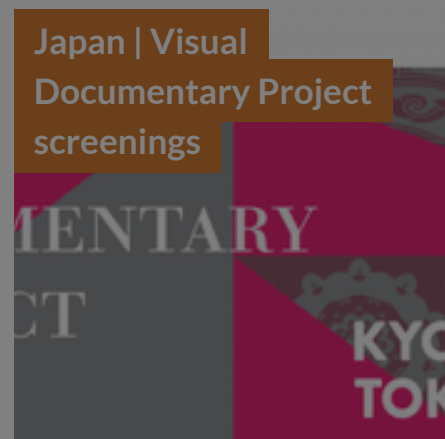 Japan | Visual
Documentary Project
screenings
MENTARY
CT
KYO
TOK